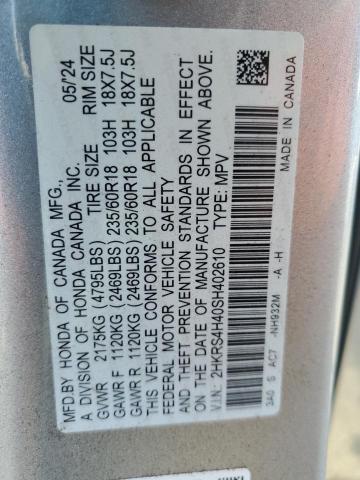 MFD.BY HONDA OF CANADA MFG.,
A DIVISION OF HONDA CANADA INC. 05/24
TIRE SIZE RIM SIZE
GVWR 2175KG (4795LBS)
GAWR F 1120KG (2469LBS) 235/60R18 103H 18X7.5J
GAWR R 1120KG (2469LBS) 235/60R18 103H 18X7.5J
THIS VEHICLE CONFORMS TO ALL APPLICABLE
FEDERAL MOTOR VEHICLE SAFETY
AND THEFT PREVENTION STANDARDS IN EFFECT
ON THE DATE OF MANUFACTURE SHOWN ABOVE.
V.I.N.: 2HKRS4H40SH402610 TYPE: MPV
3A0 S AC7 -NH932M -A -H
MADE IN CANADA